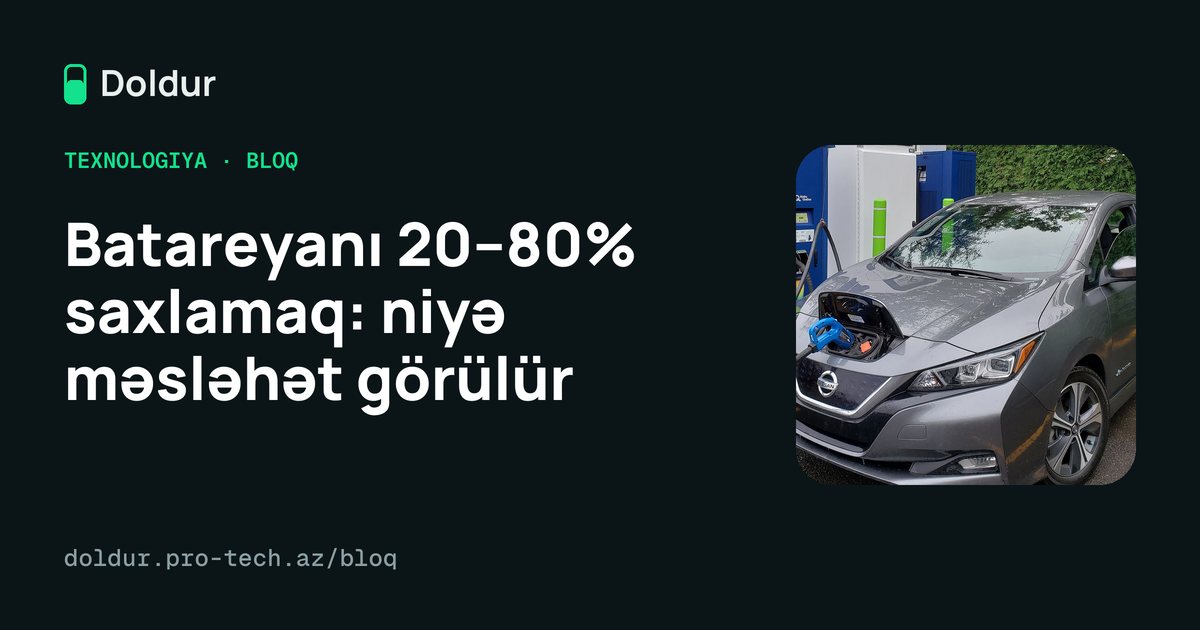 Doldur
TEXNOLOGIYA · BLOQ
Batareyanı 20–80%
saxlamaq: niyə
məsləhət görülür
doldur.pro-tech.az/bloq